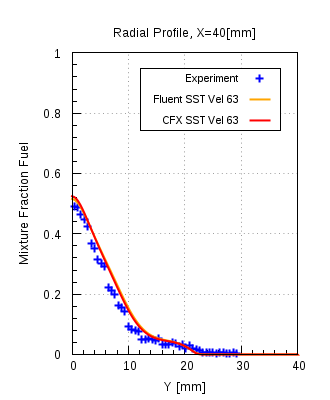 Radial Profile, X=40[mm]
1
Experiment
Fluent SST Vel 63
0.8
CFX SST Vel 63
0.6
Mixture Fraction Fuel
0.4
0.2
0
0 10 20 30 40
Y [mm]